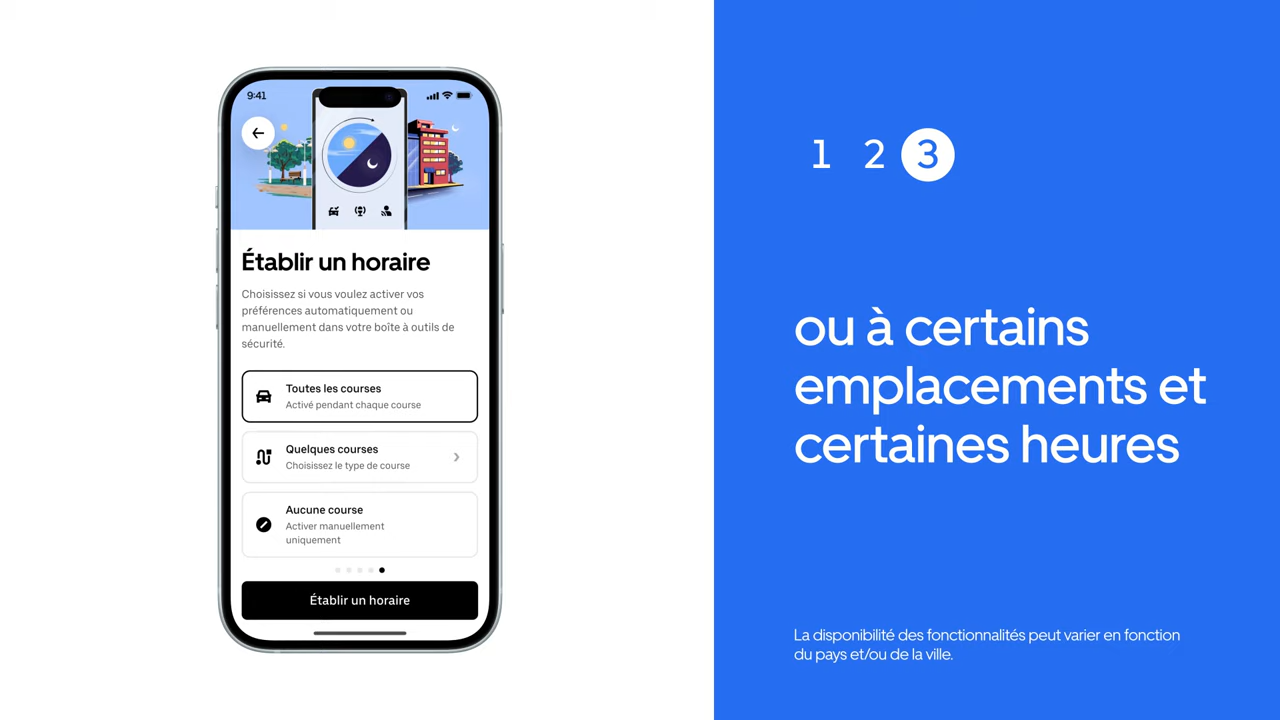 9:41
Établir un horaire
Choisissez si vous voulez activer vos
préférences automatiquement ou
manuellement dans votre boîte à outils de
sécurité.
Toutes les courses
Activé pendant chaque course
Quelques courses
Choisissez le type de course
Aucune course
Activer manuellement
uniquement
Établir un horaire
1 2 3
ou à certains
emplacements et
certaines heures
La disponibilité des fonctionnalités peut varier en fonction
du pays et/ou de la ville.